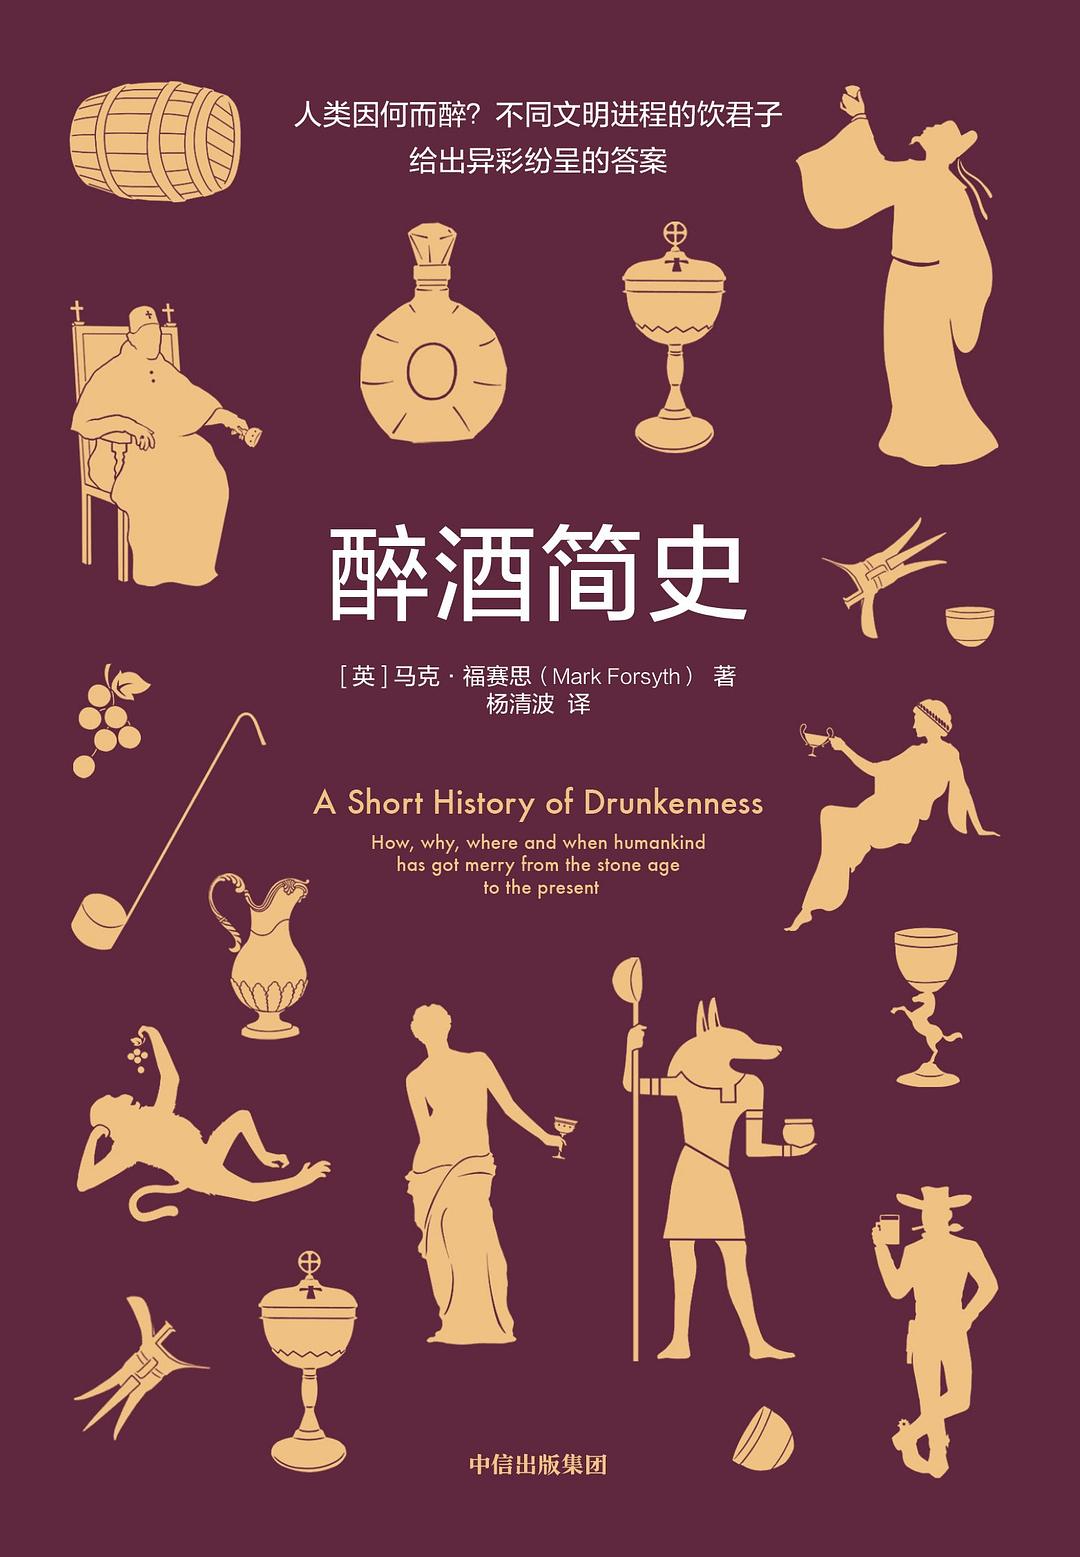 人类因何而醉？不同文明进程的饮君子
给出异彩纷呈的答案
醉酒简史
[英]马克·福赛思（Mark Forsyth） 著
杨清波 译
A Short History of Drunkenness
How, why, where and when humankind
has got merry from the stone age
to the present
中信出版集团